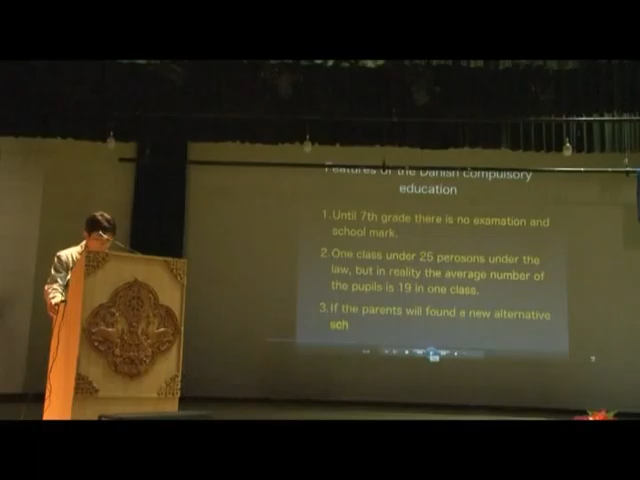 Features of the Danish compulsory
education
1. Until 7th grade there is no examation and
school mark.
2. One class under 25 perosons under the
law, but in reality the average number of
the pupils is 19 in one class.
3. If the parents will found a new alternative
sch